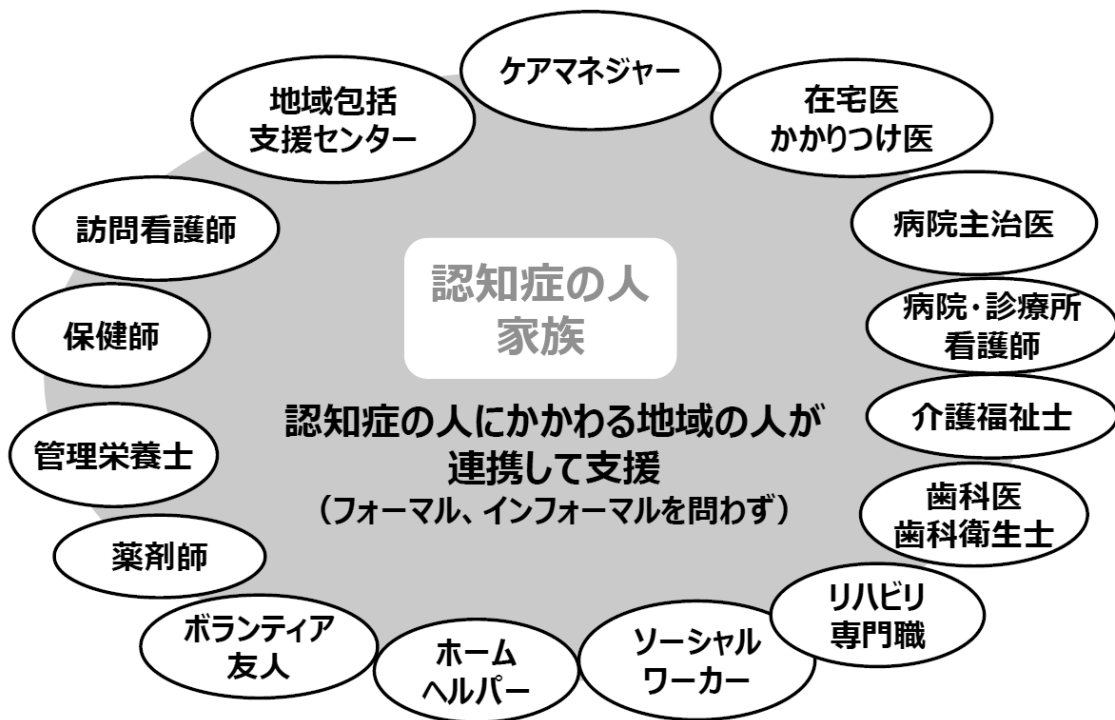 ケアマネジャー
地域包括
支援センター
在宅医
かかりつけ医
訪問看護師
病院主治医
認知症の人
家族
保健師
病院・診療所
看護師
認知症の人にかかわる地域の人が
連携して支援
(フォーマル、インフォーマルを問わず)
管理栄養士
介護福祉士
歯科医
歯科衛生士
薬剤師
リハビリ
専門職
ボランティア
友人
ホーム
ヘルパー
ソーシャル
ワーカー